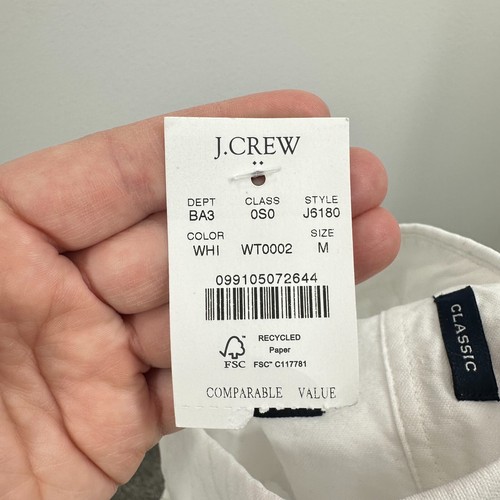 J.CREW
DEPT CLASS STYLE
BA3 0S0 J6180
COLOR SIZE
WHI WT0002 M
099105072644
RECYCLED
Paper
FSC FSC™ C117781
COMPARABLE VALUE
CLASSIC